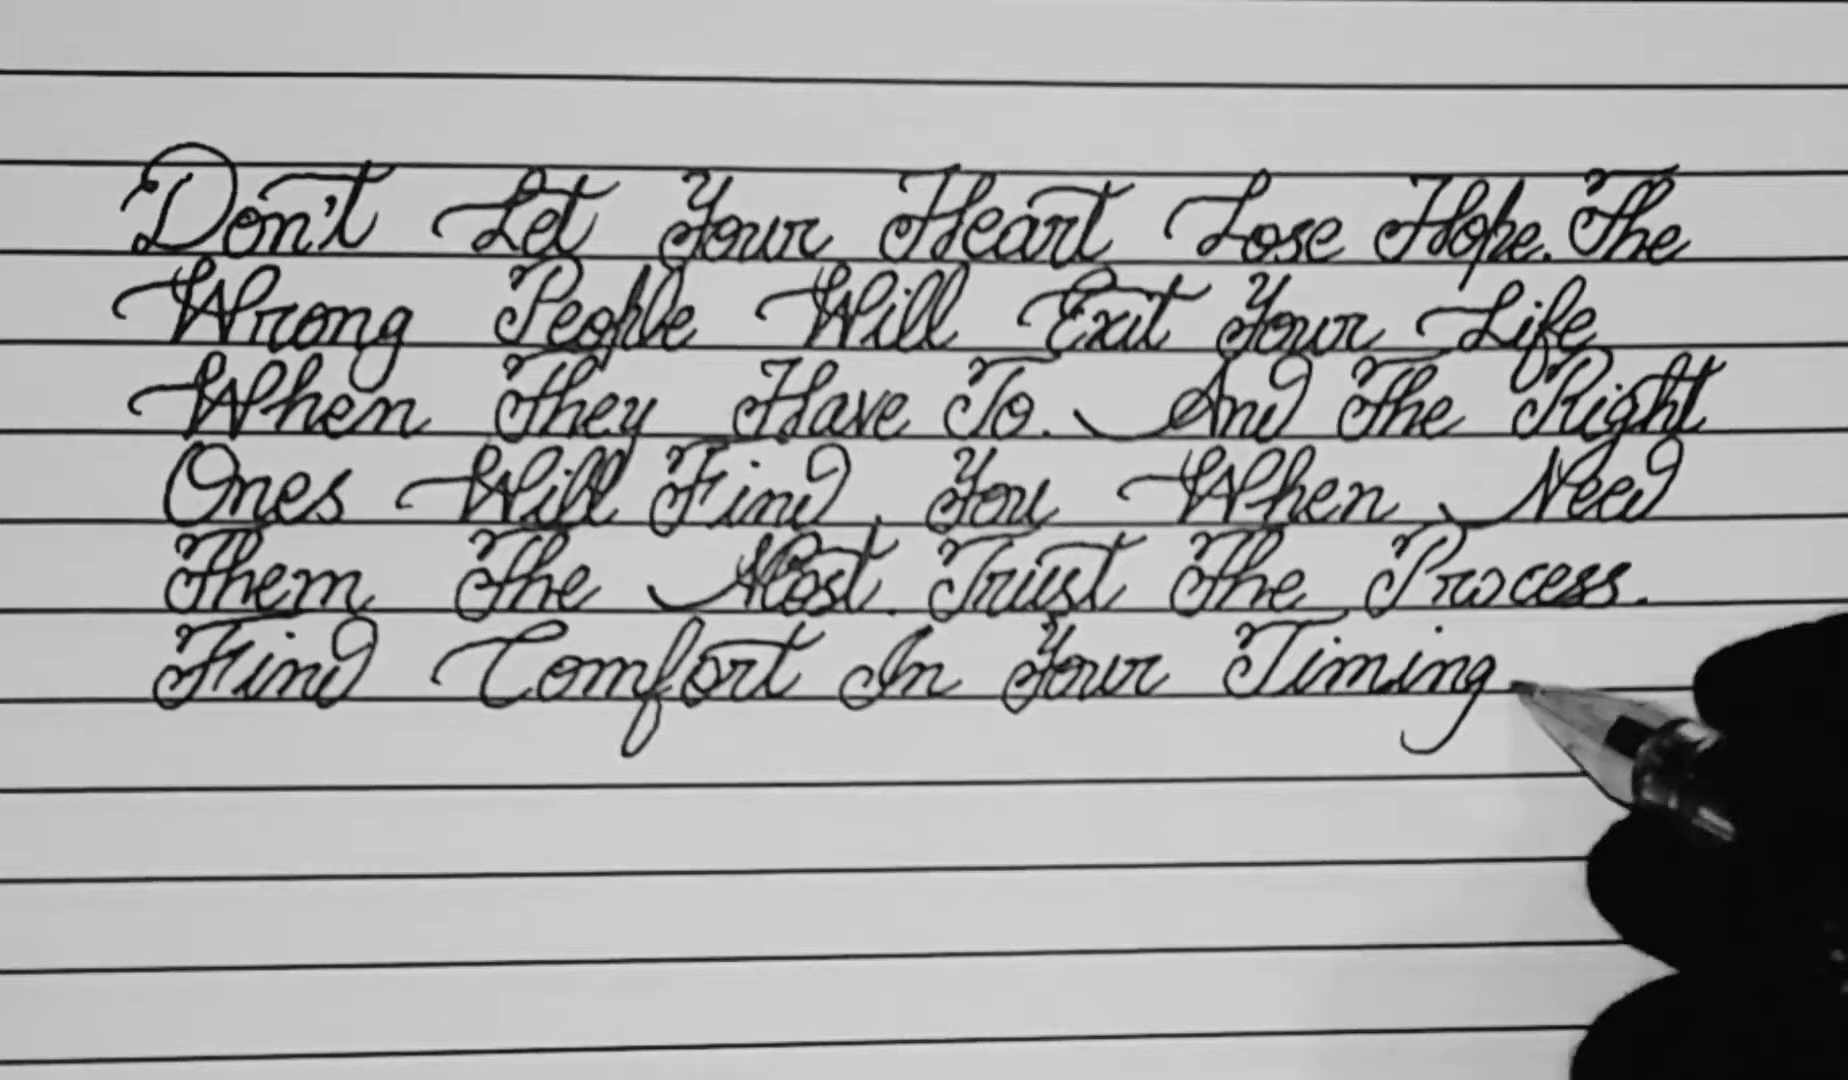 Don't Let Your Heart Lose Hope. The
Wrong People Will Exit Your Life
When They Have To. And The Right
Ones Will Find You When Need
Them The Most. Trust The Process.
Find Comfort In Your Timing